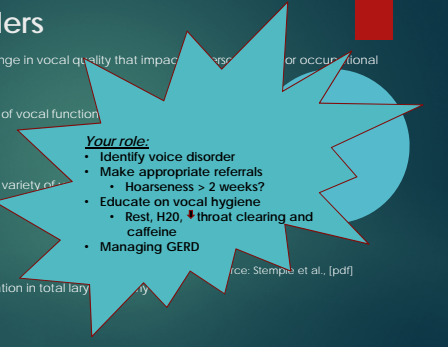 ders
nge in vocal quality that impac perso or occupational
of vocal function
Your role:
• Identify voice disorder
• Make appropriate referrals
• Hoarseness > 2 weeks?
variety of
• Educate on vocal hygiene
• Rest, H20, ⬇throat clearing and
caffeine
• Managing GERD
rce: Stemple et al., [pdf]
tion in total lary y